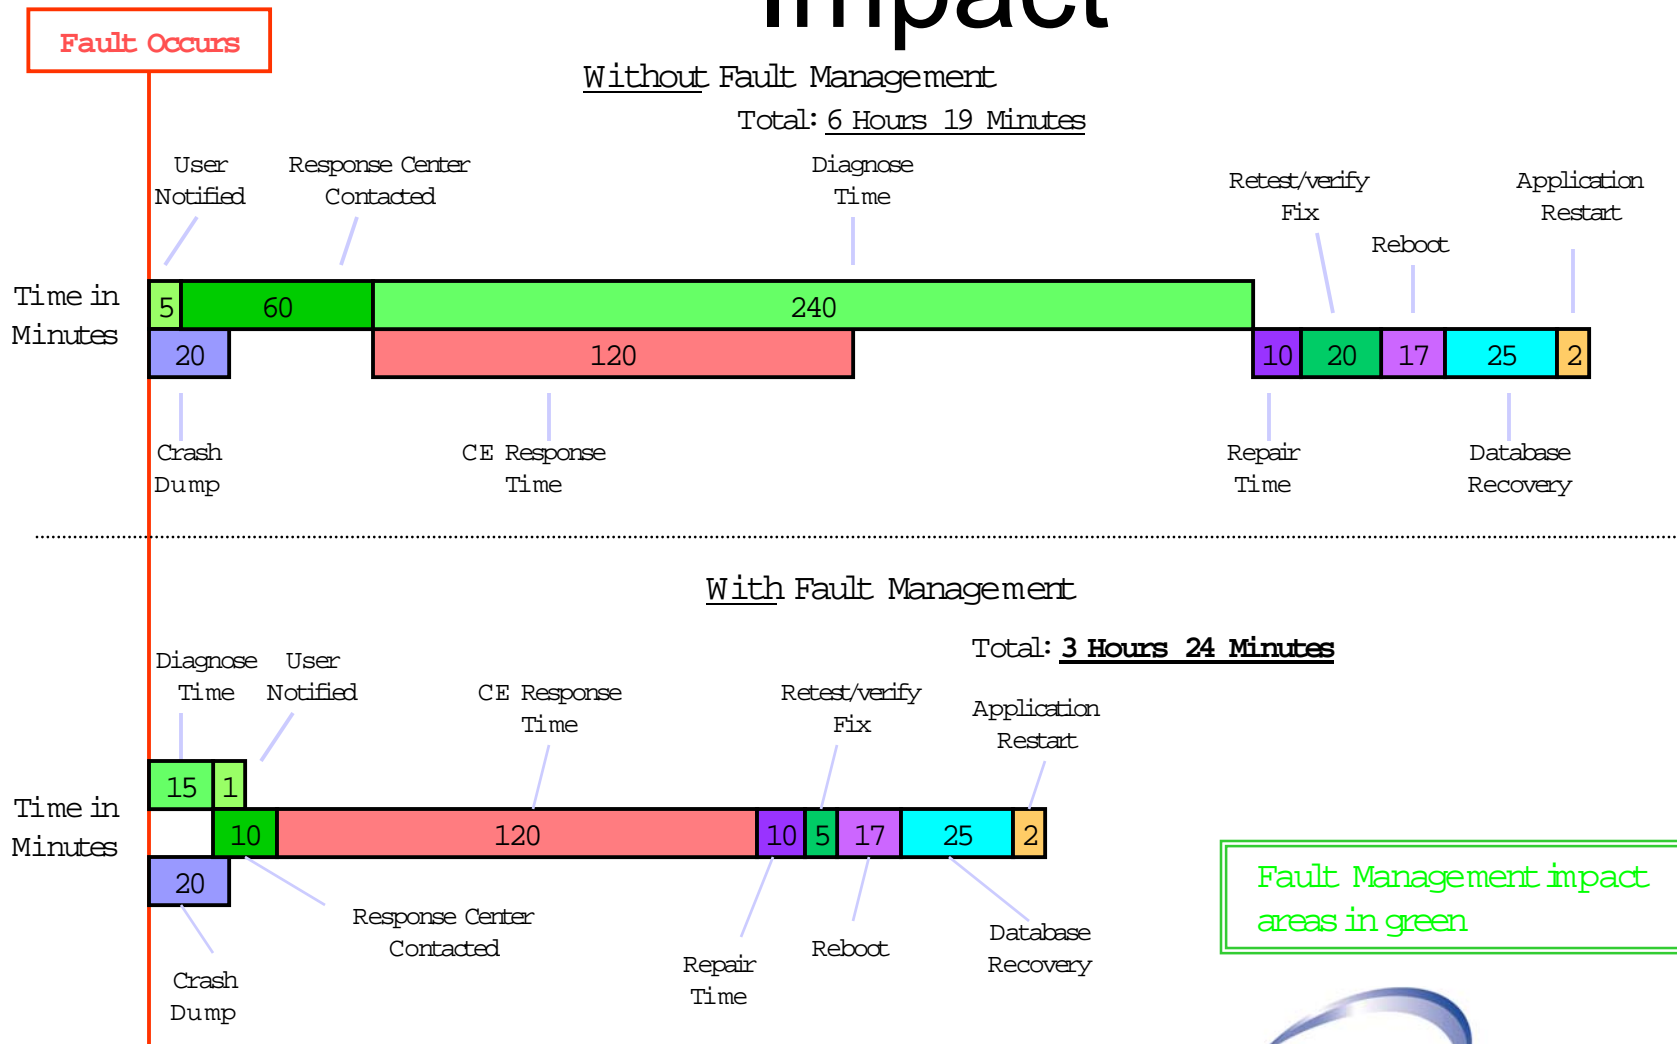 Impact
Fault Occurs
Without Fault Management
Total: 6 Hours 19 Minutes
User
Notified
Response Center
Contacted
Diagnose
Time
Retest/verify
Fix
Reboot
Application
Restart
Time in
Minutes
5
60
240
20
120
10
20
17
25
2
Crash
Dump
CE Response
Time
Repair
Time
Database
Recovery
With Fault Management
Total: 3 Hours 24 Minutes
Diagnose
Time
User
Notified
CE Response
Time
Retest/verify
Fix
Application
Restart
Time in
Minutes
15
1
10
120
10
5
17
25
2
20
Crash
Dump
Response Center
Contacted
Repair
Time
Reboot
Database
Recovery
Fault Management impact
areas in green